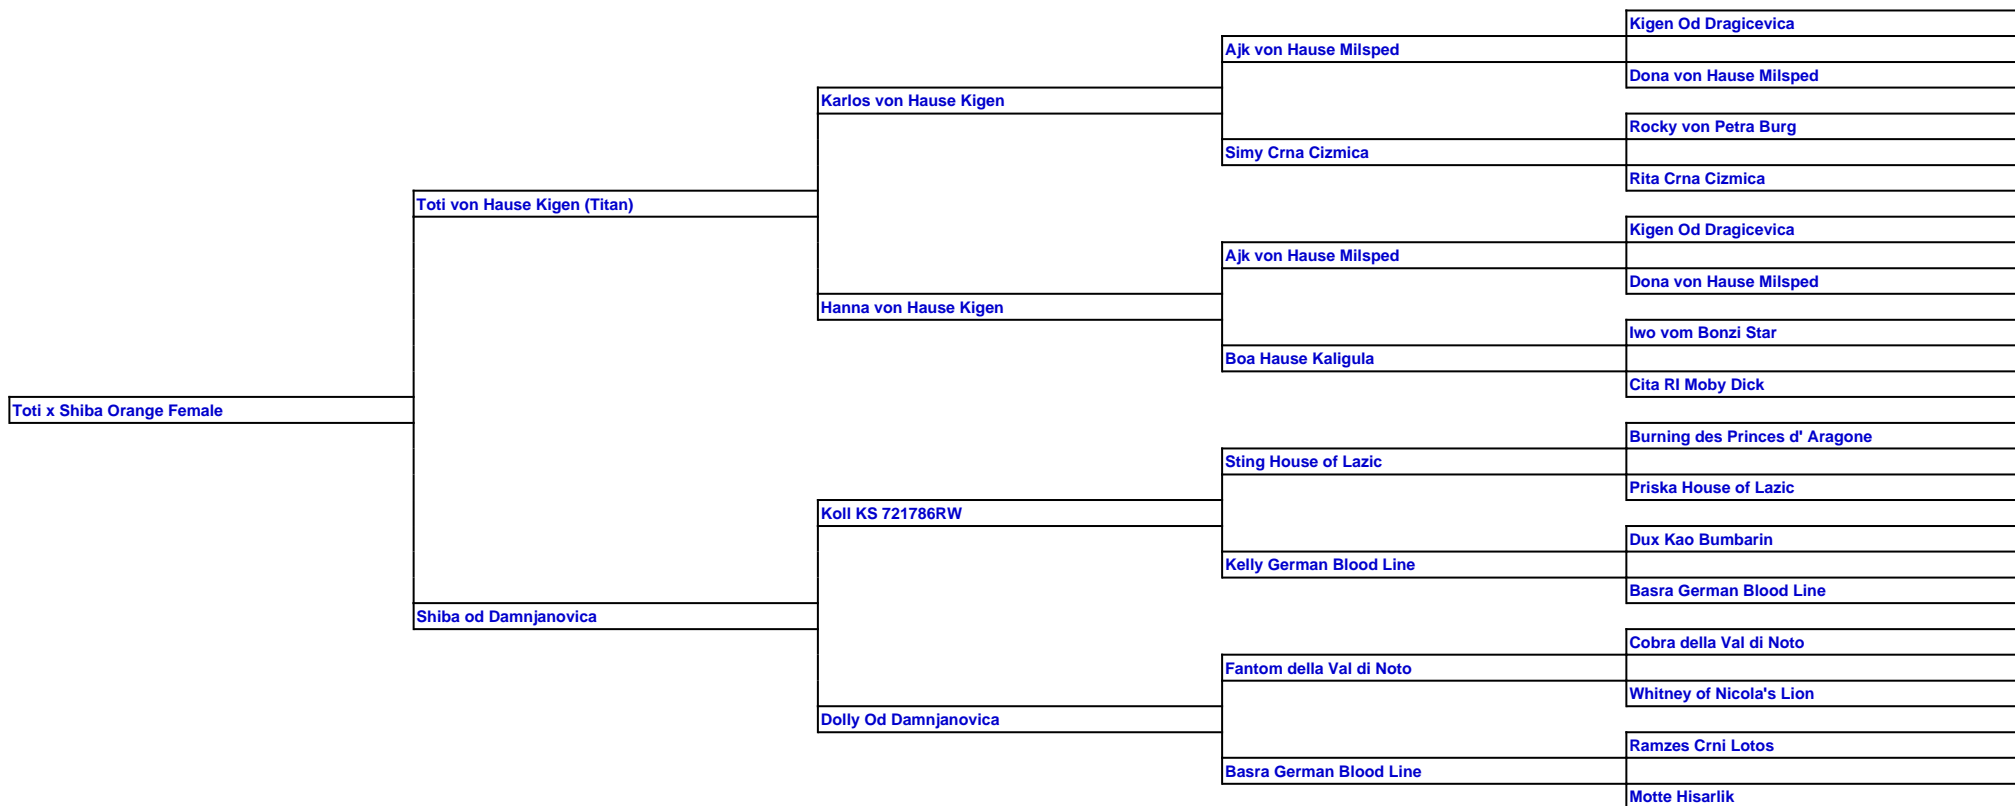 Kigen Od Dragicevica
Ajk von Hause Milsped
Dona von Hause Milsped
Karlos von Hause Kigen
Rocky von Petra Burg
Simy Crna Cizmica
Rita Crna Cizmica
Toti von Hause Kigen (Titan)
Kigen Od Dragicevica
Ajk von Hause Milsped
Dona von Hause Milsped
Hanna von Hause Kigen
Iwo vom Bonzi Star
Boa Hause Kaligula
Cita RI Moby Dick
Toti x Shiba Orange Female
Burning des Princes d' Aragone
Sting House of Lazic
Priska House of Lazic
Koll KS 721786RW
Dux Kao Bumbarin
Kelly German Blood Line
Basra German Blood Line
Shiba od Damnjanovica
Cobra della Val di Noto
Fantom della Val di Noto
Whitney of Nicola's Lion
Dolly Od Damnjanovica
Ramzes Crni Lotos
Basra German Blood Line
Motte Hisarlik